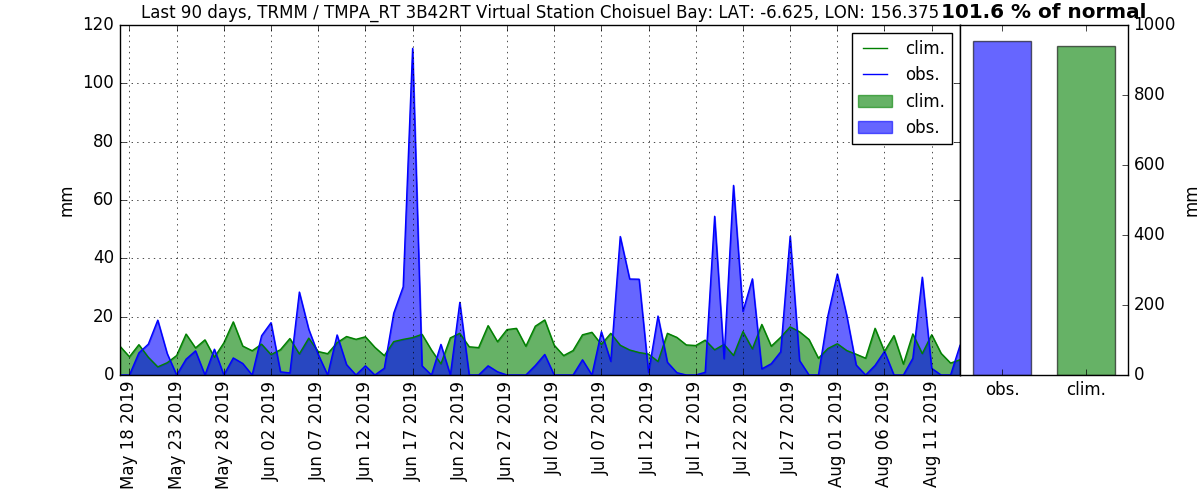 Last 90 days, TRMM / TMPA_RT 3B42RT Virtual Station Choisuel Bay: LAT: -6.625, LON: 156.375
101.6 % of normal
120
100
80
60
40
20
0
mm
clim.
obs.
clim.
obs.
1000
800
600
400
200
0
mm
May 18 2019
May 23 2019
May 28 2019
Jun 02 2019
Jun 07 2019
Jun 12 2019
Jun 17 2019
Jun 22 2019
Jun 27 2019
Jul 02 2019
Jul 07 2019
Jul 12 2019
Jul 17 2019
Jul 22 2019
Jul 27 2019
Aug 01 2019
Aug 06 2019
Aug 11 2019
obs.
clim.